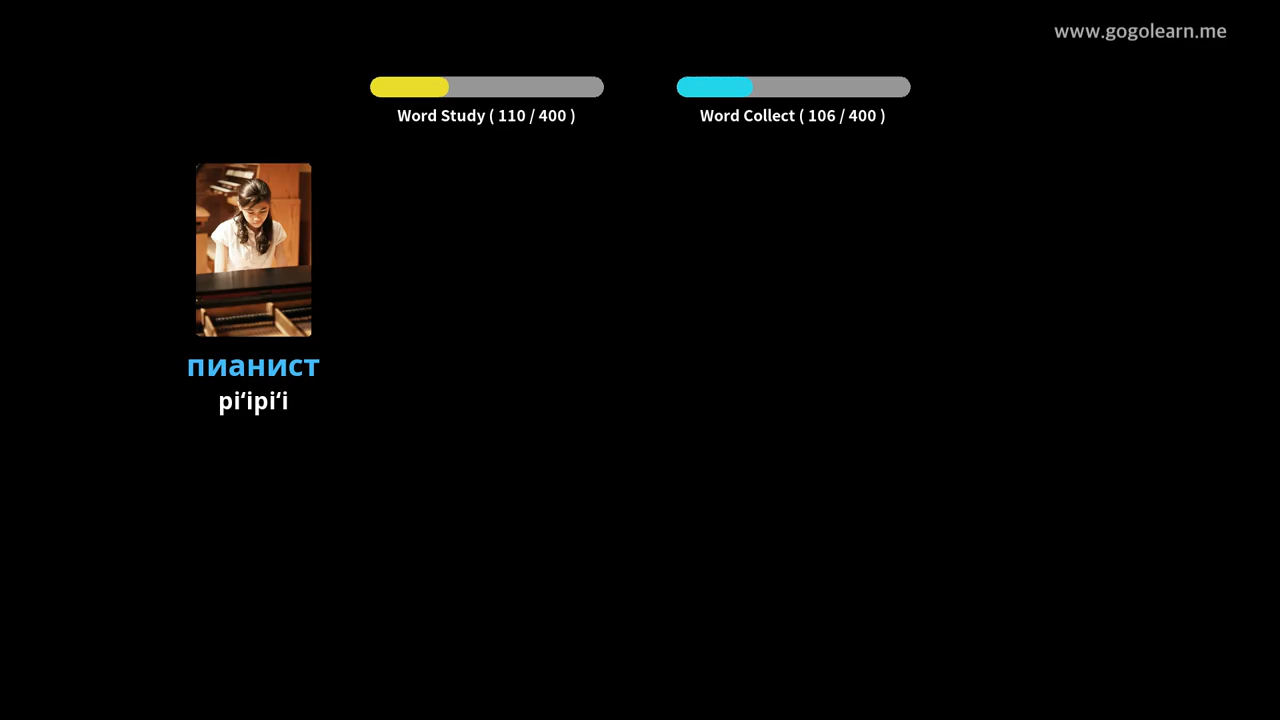 www.gogolearn.me
Word Study ( 110 / 400 )
Word Collect ( 106 / 400 )
пианист
pi‘ipi‘i